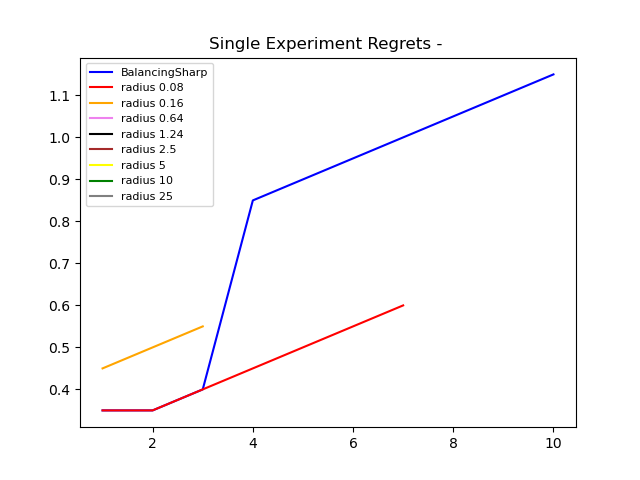 Single Experiment Regrets -
BalancingSharp
radius 0.08
radius 0.16
radius 0.64
radius 1.24
radius 2.5
radius 5
radius 10
radius 25
1.1
1.0
0.9
0.8
0.7
0.6
0.5
0.4
2 4 6 8 10